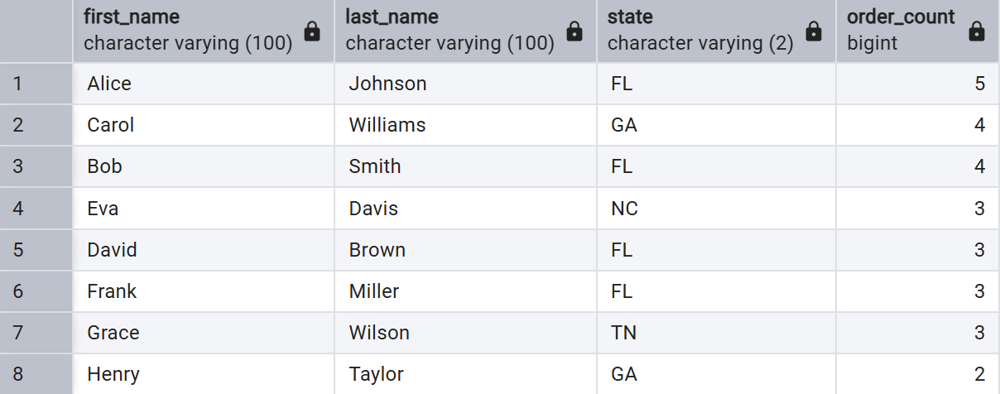 first_name last_name state order_count
character varying (100) character varying (100) character varying (2) bigint
1 Alice Johnson FL 5
2 Carol Williams GA 4
3 Bob Smith FL 4
4 Eva Davis NC 3
5 David Brown FL 3
6 Frank Miller FL 3
7 Grace Wilson TN 3
8 Henry Taylor GA 2